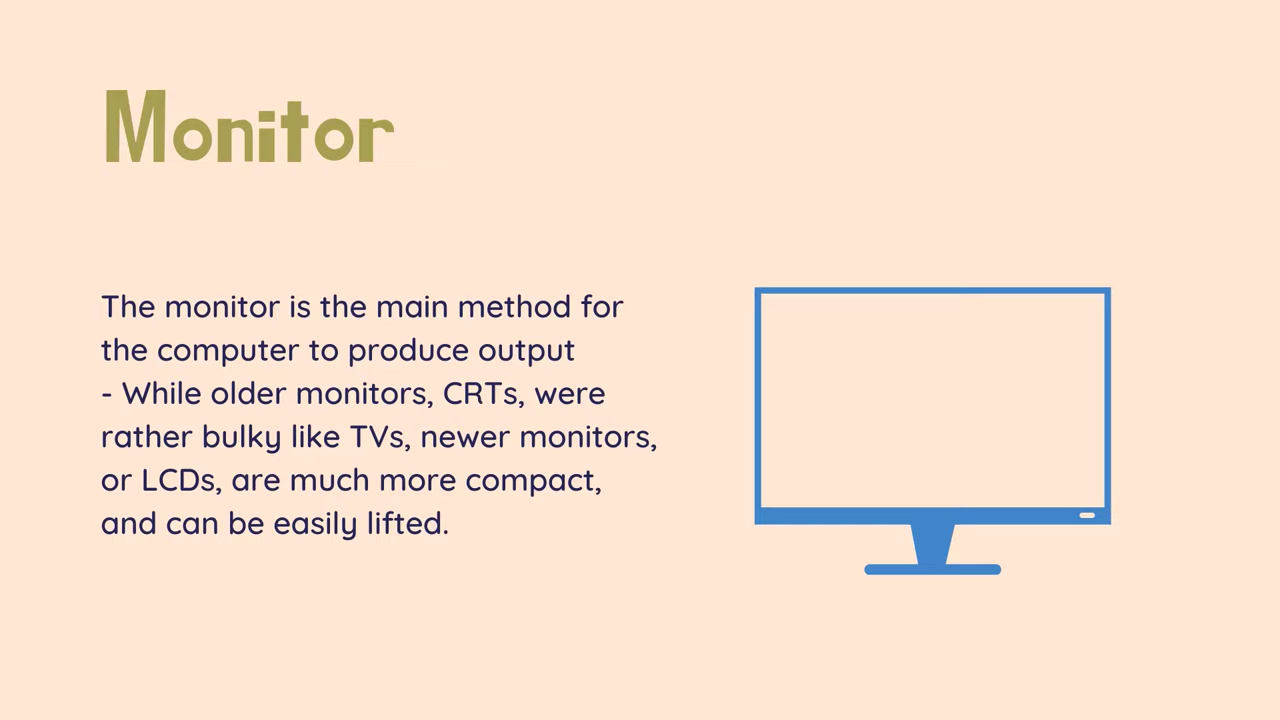 Monitor
The monitor is the main method for
the computer to produce output
- While older monitors, CRTs, were
rather bulky like TVs, newer monitors,
or LCDs, are much more compact,
and can be easily lifted.